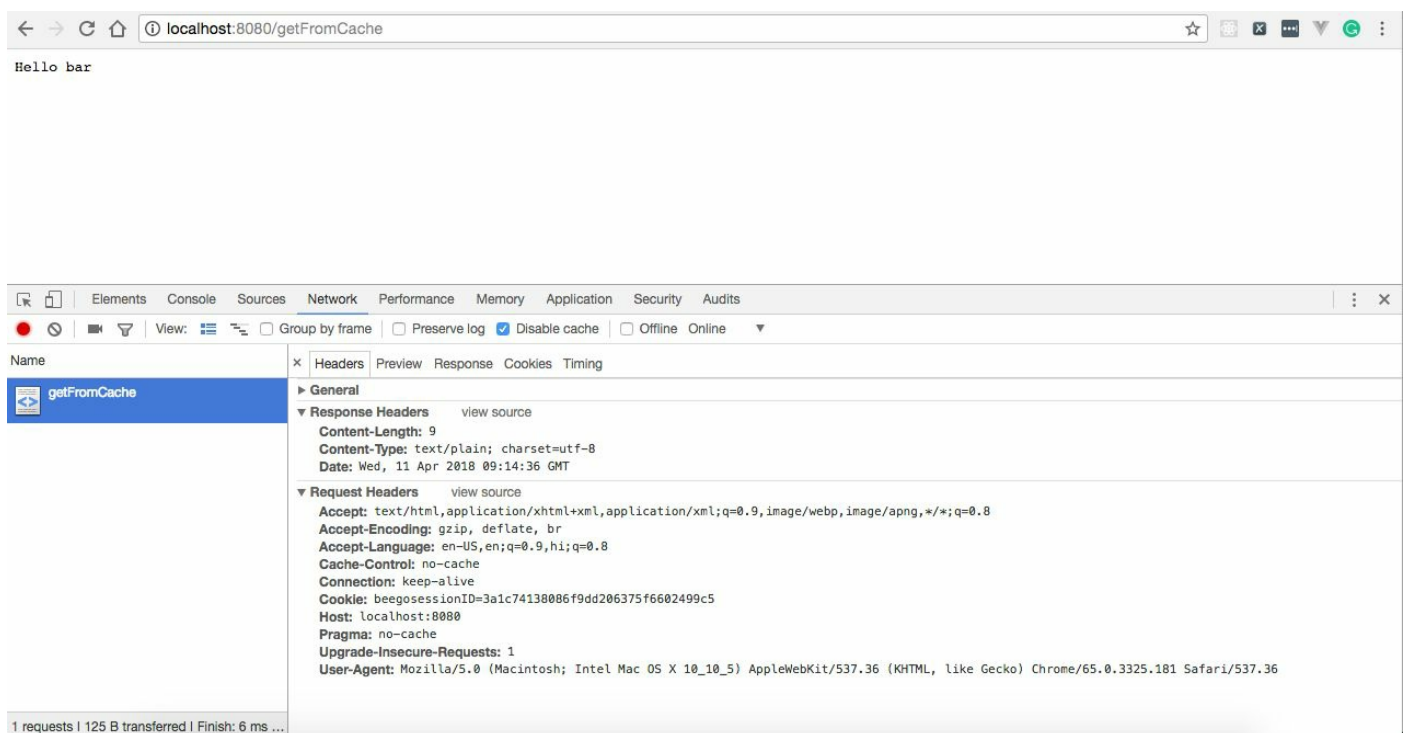 localhost:8080/getFromCache
Hello bar
Elements Console Sources Network Performance Memory Application Security Audits
View: Group by frame Preserve log Disable cache Offline Online
Name
Headers Preview Response Cookies Timing
getFromCache
General
Response Headers view source
Content-Length: 9
Content-Type: text/plain; charset=utf-8
Date: Wed, 11 Apr 2018 09:14:36 GMT
Request Headers view source
Accept: text/html,application/xhtml+xml,application/xml;q=0.9,image/webp,image/apng,*/*;q=0.8
Accept-Encoding: gzip, deflate, br
Accept-Language: en-US,en;q=0.9,hi;q=0.8
Cache-Control: no-cache
Connection: keep-alive
Cookie: beegosessionID=3a1c74138086f9dd206375f6602499c5
Host: localhost:8080
Pragma: no-cache
Upgrade-Insecure-Requests: 1
User-Agent: Mozilla/5.0 (Macintosh; Intel Mac OS X 10_10_5) AppleWebKit/537.36 (KHTML, like Gecko) Chrome/65.0.3325.181 Safari/537.36
1 requests | 125 B transferred | Finish: 6 ms ...